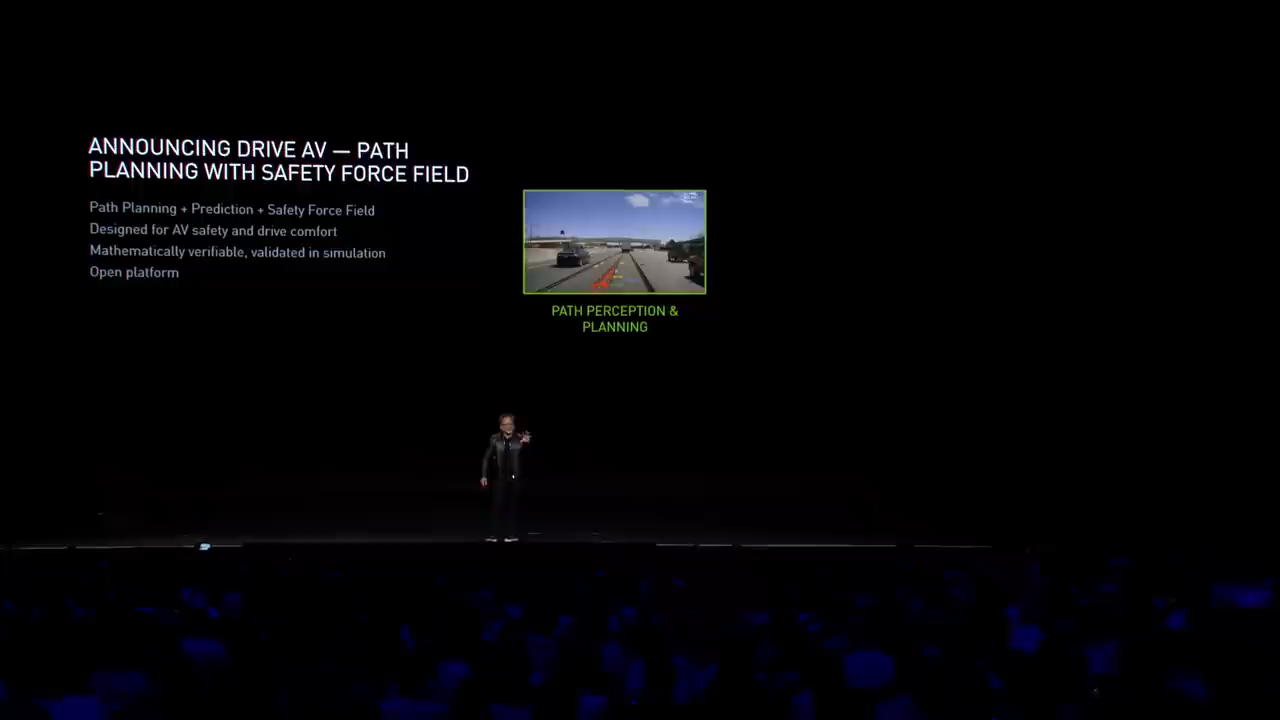 ANNOUNCING DRIVE AV — PATH
PLANNING WITH SAFETY FORCE FIELD
Path Planning + Prediction + Safety Force Field
Designed for AV safety and drive comfort
Mathematically verifiable, validated in simulation
Open platform
PATH PERCEPTION &
PLANNING